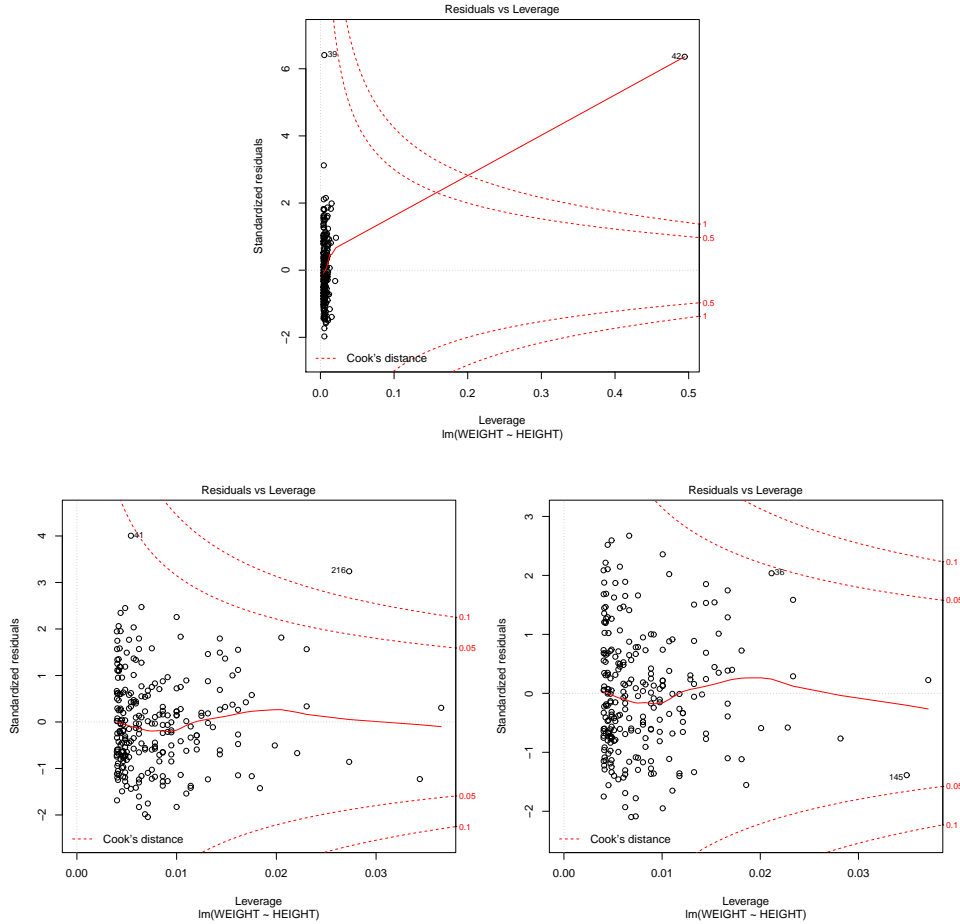 Residuals vs Leverage
Standardized residuals
6
4
2
0
−2
39
42
1
0.5
0.5
1
Cook's distance
0.0 0.1 0.2 0.3 0.4 0.5
Leverage
lm(WEIGHT ~ HEIGHT)
Residuals vs Leverage
Standardized residuals
4
3
2
1
0
−1
−2
41
216
0.1
0.05
0.05
0.1
Cook's distance
0.00 0.01 0.02 0.03
Leverage
lm(WEIGHT ~ HEIGHT)
Residuals vs Leverage
Standardized residuals
3
2
1
0
−1
−2
36
145
0.1
0.05
0.05
0.1
Cook's distance
0.00 0.01 0.02 0.03
Leverage
lm(WEIGHT ~ HEIGHT)